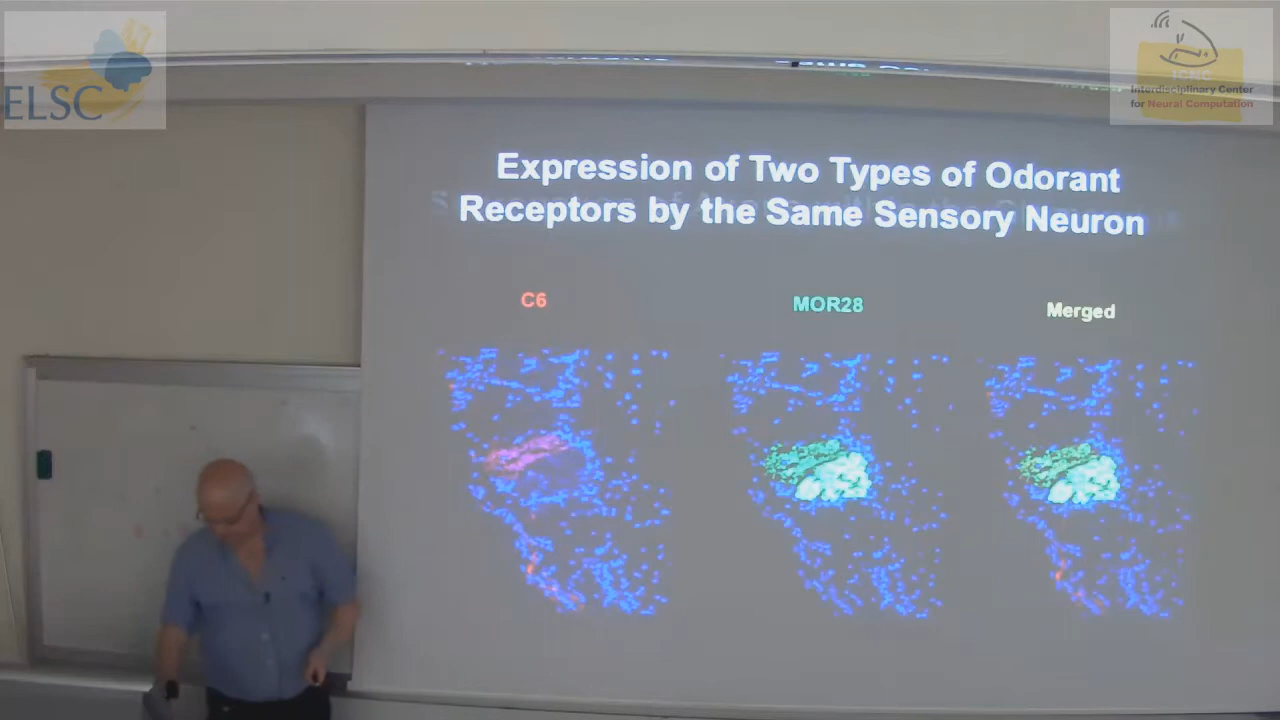 ELSC
ICNC
Interdisciplinary Center
for Neural Computation
Expression of Two Types of Odorant
Receptors by the Same Sensory Neuron
C6
MOR28
Merged